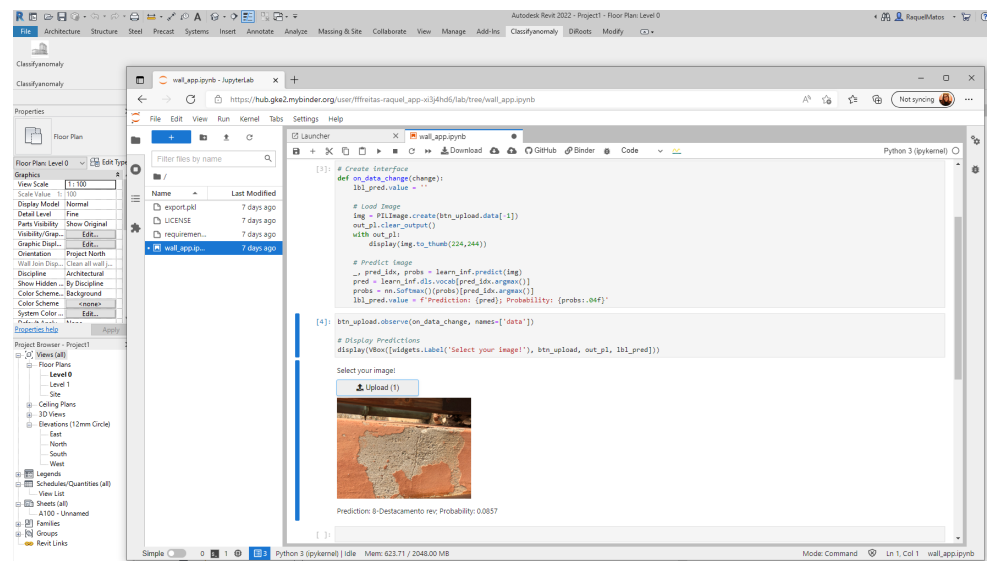 Autodesk Revit 2022 - Project1 - Floor Plan: Level 0
RaquelMatos
File Architecture Structure Steel Precast Systems Insert Annotate Analyze Massing & Site Collaborate View Manage Add-Ins Classifyanomaly DiRoots Modify
Classifyanomaly
Classifyanomaly
Properties
Floor Plan
Floor Plan: Level 0 Edit Type
Graphics
View Scale 1 : 100
Scale Value 1: 100
Display Model Normal
Detail Level Fine
Parts Visibility Show Original
Visibility/Grap... Edit...
Graphic Displ... Edit...
Orientation Project North
Wall Join Disp... Clean all wall j...
Discipline Architectural
Show Hidden ... By Discipline
Color Scheme... Background
Color Scheme <none>
System Color ... Edit...
Properties help Apply
Project Browser - Project1
Views (all)
Floor Plans
Level 0
Level 1
Site
Ceiling Plans
3D Views
Elevations (12mm Circle)
East
North
South
West
Legends
Schedules/Quantities (all)
View List
Sheets (all)
A100 - Unnamed
Families
Groups
Revit Links
wall_app.ipynb - JupyterLab
https://hub.gke2.mybinder.org/user/fffreitas-raquel_app-xi3j4hd6/lab/tree/wall_app.ipynb
Not syncing
File Edit View Run Kernel Tabs Settings Help
Filter files by name
/
Name Last Modified
export.pkl 7 days ago
LICENSE 7 days ago
requiremen... 7 days ago
wall_app.ip... 7 days ago
Launcher wall_app.ipynb
Download GitHub Binder Code Python 3 (ipykernel)
[3]: # Create interface
def on_data_change(change):
lbl_pred.value = ''
# Load Image
img = PILImage.create(btn_upload.data[-1])
out_pl.clear_output()
with out_pl:
display(img.to_thumb(224,244))
# Predict image
_, pred_idx, probs = learn_inf.predict(img)
pred = learn_inf.dls.vocab[pred_idx.argmax()]
probs = nn.Softmax()(probs)[pred_idx.argmax()]
lbl_pred.value = f'Prediction: {pred}; Probability: {probs:.04f}'
[4]: btn_upload.observe(on_data_change, names=['data'])
# Display Predictions
display(VBox([widgets.Label('Select your image!'), btn_upload, out_pl, lbl_pred]))
Select your image!
Upload (1)
Prediction: 8-Destacamento rev; Probability: 0.0857
[ ]:
Simple 0 1 3 Python 3 (ipykernel) | Idle Mem: 623.71 / 2048.00 MB Mode: Command Ln 1, Col 1 wall_app.ipynb